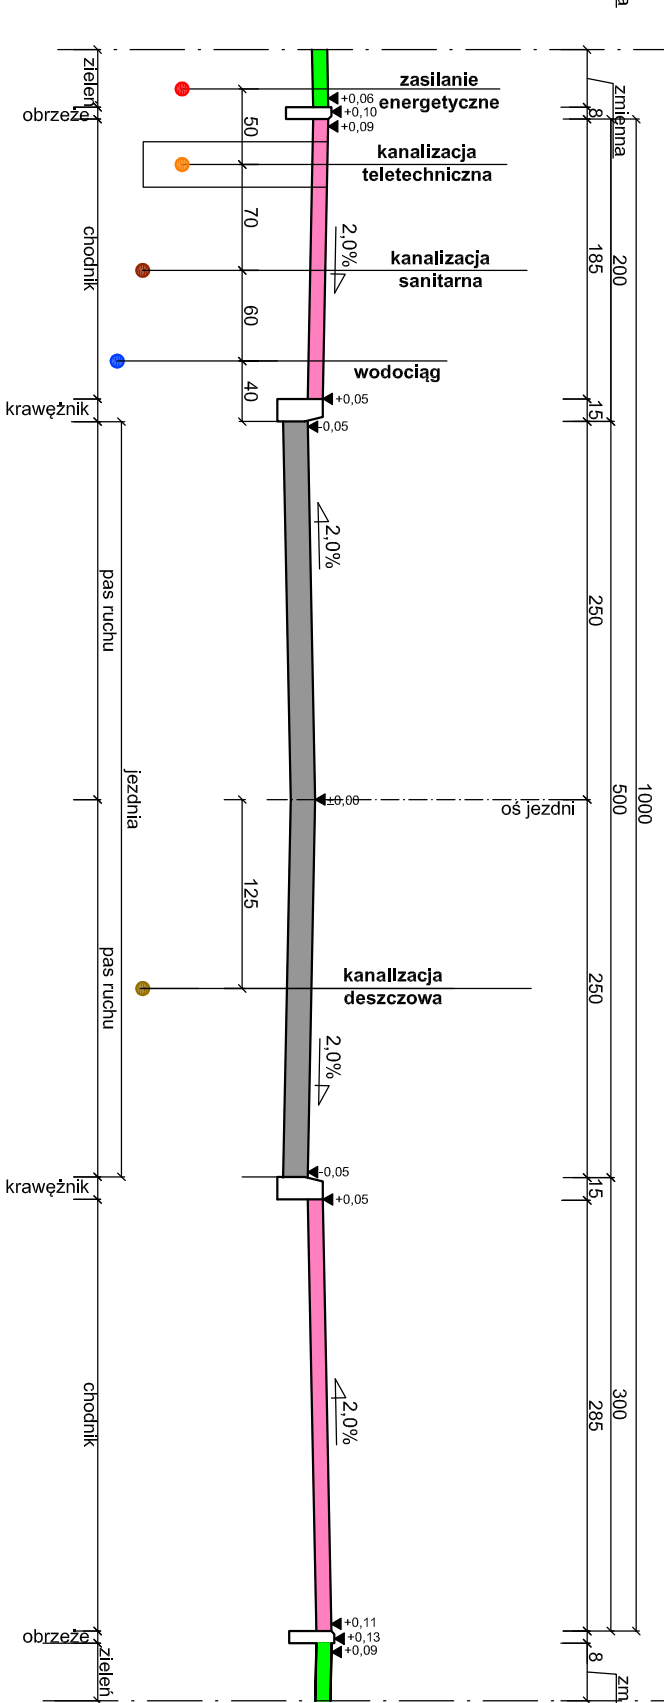 a
zieleń
obrzeże
zasilanie
energetyczne
+0,06
+0,10
+0,09
8
zmienna
50
kanalizacja
teletechniczna
chodnik
70
2,0%
kanalizacja
sanitarna
185
200
60
wodociąg
40
krawężnik
+0,05
-0,05
15
2,0%
pas ruchu
250
jezdnia
±0,00
oś jezdni
500
1000
125
pas ruchu
kanalizacja
deszczowa
250
2,0%
krawężnik
-0,05
+0,05
15
chodnik
2,0%
285
300
obrzeże
+0,11
+0,13
+0,09
8
zieleń
zm